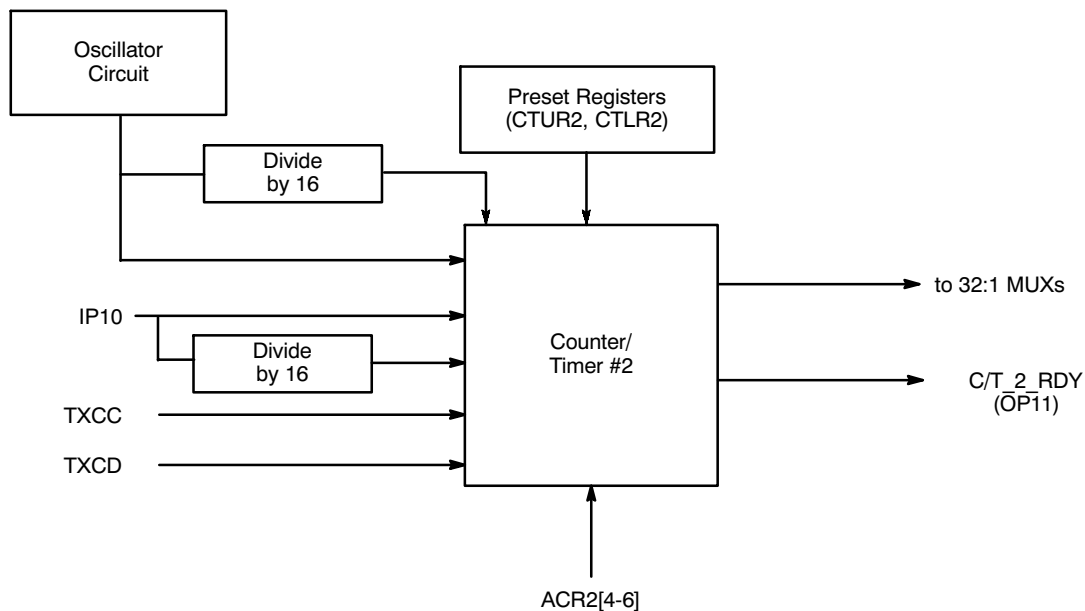 Oscillator
Circuit
Preset Registers
(CTUR2, CTLR2)
Divide
by 16
to 32:1 MUXs
IP10
Counter/
Timer #2
Divide
by 16
C/T_2_RDY
(OP11)
TXCC
TXCD
ACR2[4-6]